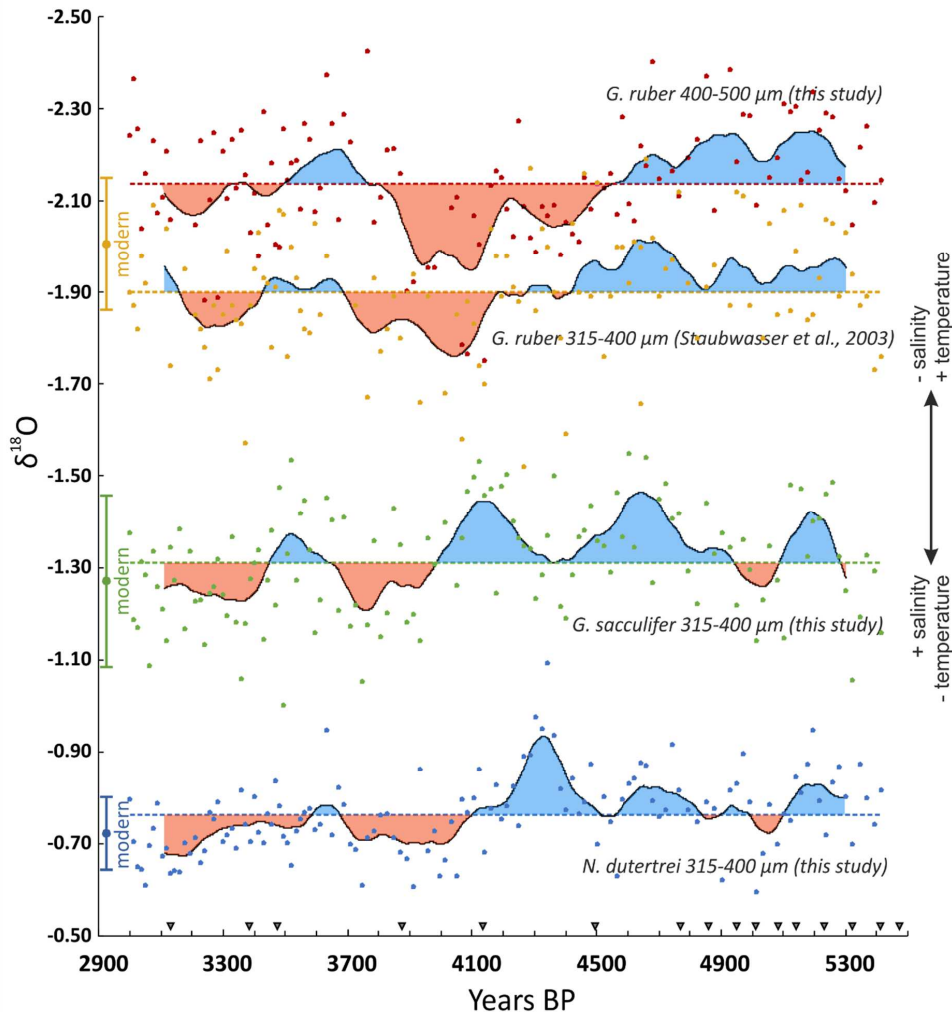 -2.50
-2.30
G. ruber 400-500 µm (this study)
-2.10
modern
-1.90
G. ruber 315-400 µm (Staubwasser et al., 2003)
- salinity
+ temperature
-1.70
δ18O
-1.50
-1.30
modern
G. sacculifer 315-400 µm (this study)
+ salinity
- temperature
-1.10
-0.90
modern
-0.70
N. dutertrei 315-400 µm (this study)
-0.50
2900 3300 3700 4100 4500 4900 5300
Years BP